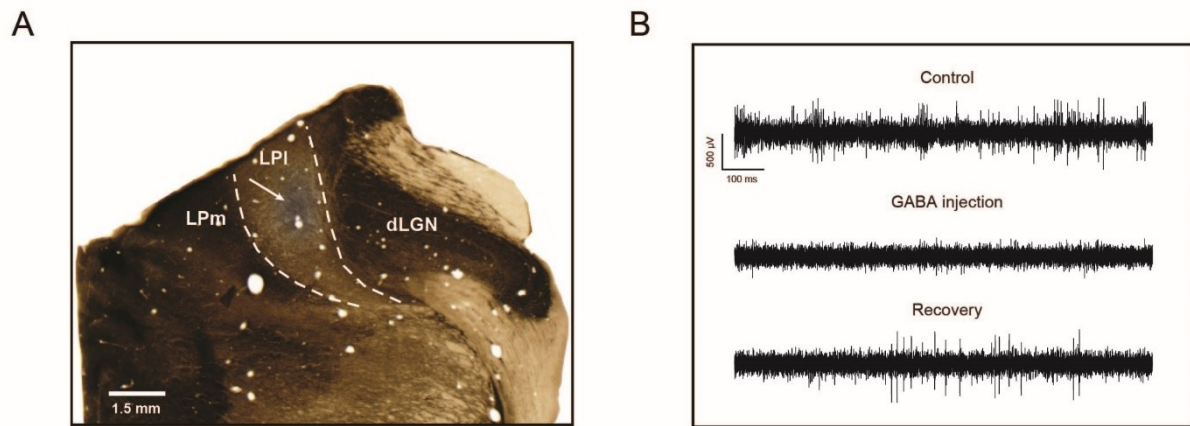 A
LPl
LPm
dLGN
1.5 mm
B
Control
500 µV
100 ms
GABA injection
Recovery